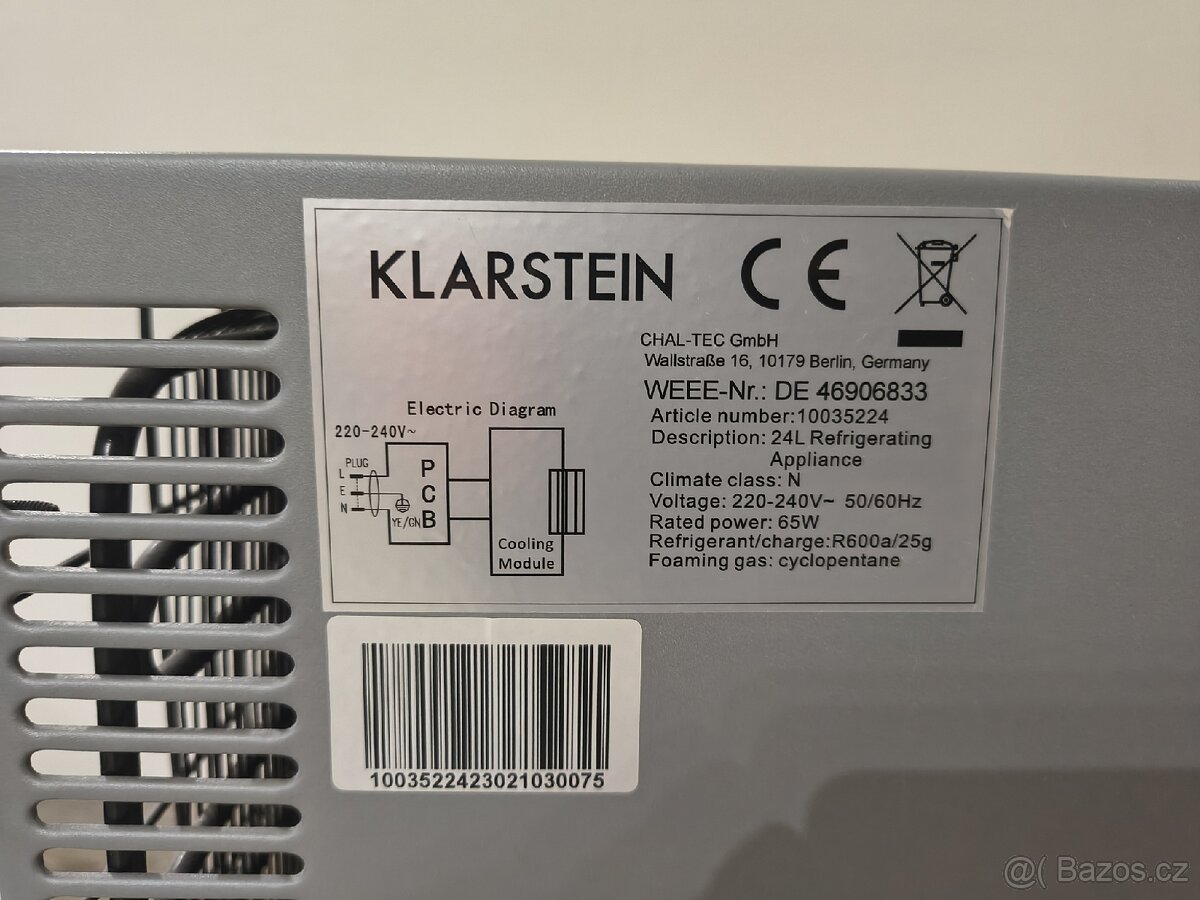 KLARSTEIN
CE
CHAL-TEC GmbH
Wallstraße 16, 10179 Berlin, Germany
WEEE-Nr.: DE 46906833
Article number:10035224
Description: 24L Refrigerating
Appliance
Climate class: N
Voltage: 220-240V~ 50/60Hz
Rated power: 65W
Refrigerant/charge:R600a/25g
Foaming gas: cyclopentane
Electric Diagram
220-240V~
PLUG
L
E
N
YE/GN
PCB
Cooling
Module
1003522423021030075
@( Bazos.cz